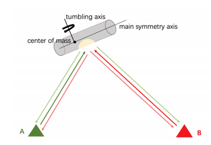 tumbling axis
main symmetry axis
center of mass
A
B